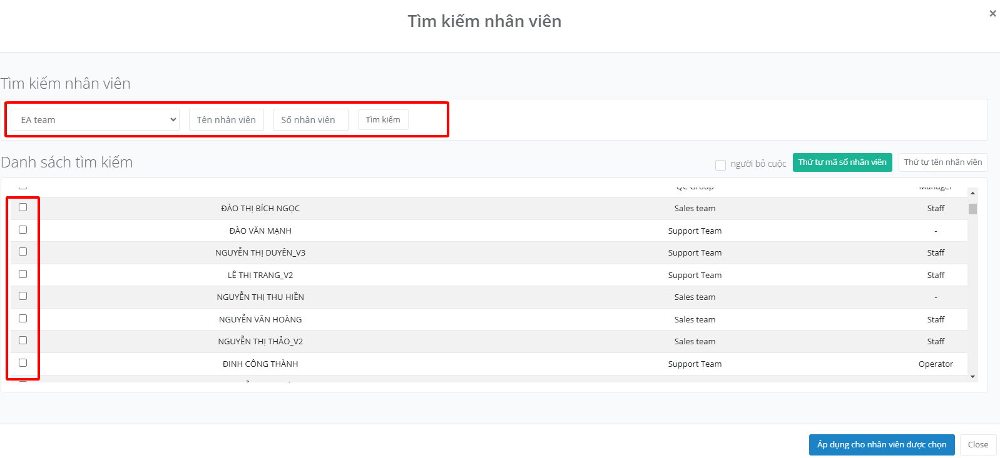 Tìm kiếm nhân viên
×
Tìm kiếm nhân viên
EA team Tên nhân viên Số nhân viên Tìm kiếm
Danh sách tìm kiếm người bỏ cuộc Thứ tự mã số nhân viên Thứ tự tên nhân viên
QC Group Manager
ĐÀO THỊ BÍCH NGỌC Sales team Staff
ĐÀO VĂN MẠNH Support Team -
NGUYỄN THỊ DUYÊN_V3 Support Team Staff
LÊ THỊ TRANG_V2 Support Team Staff
NGUYỄN THỊ THU HIỀN Sales team -
NGUYỄN VĂN HOÀNG Sales team Staff
NGUYỄN THỊ THẢO_V2 Sales team Staff
ĐINH CÔNG THÀNH Support Team Operator
Áp dụng cho nhân viên được chọn Close